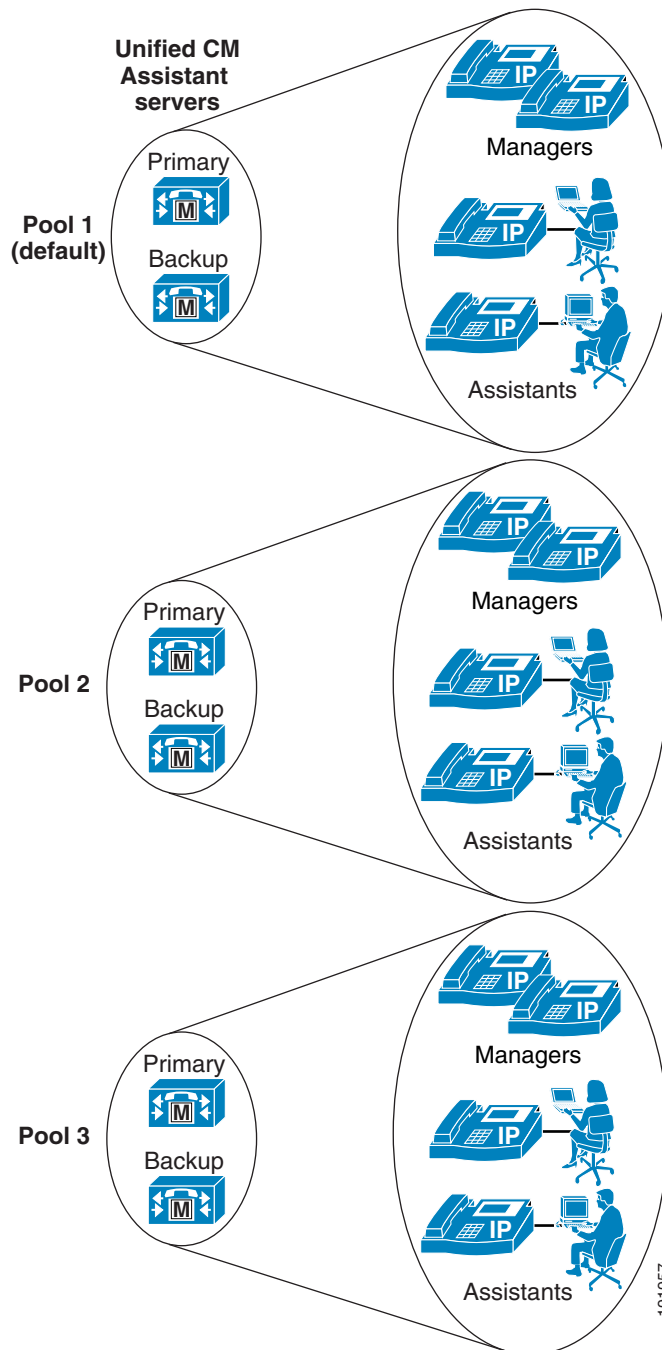 Unified CM
Assistant
servers
Pool 1
(default)
Primary
M
Backup
M
IP
IP
Managers
IP
IP
Assistants
Pool 2
Primary
M
Backup
M
IP
IP
Managers
IP
IP
Assistants
Pool 3
Primary
M
Backup
M
IP
IP
Managers
IP
IP
Assistants